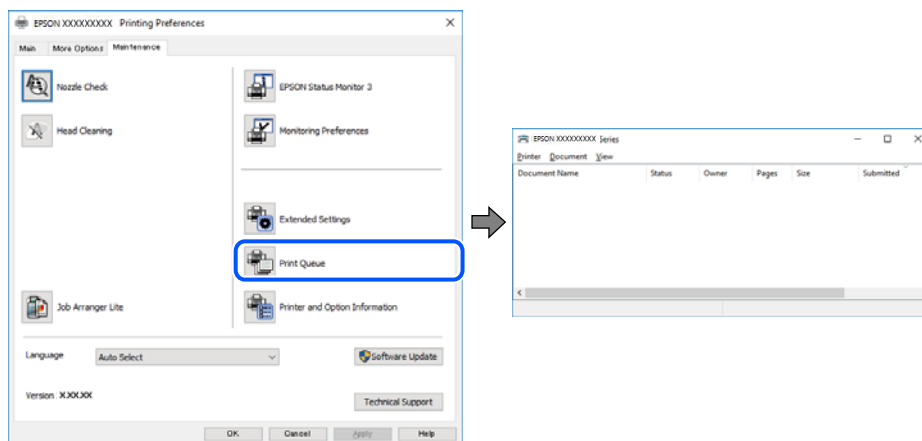 EPSON XXXXXXXXX Printing Preferences
Main More Options Maintenance
Nozzle Check
EPSON Status Monitor 3
Head Cleaning
Monitoring Preferences
Extended Settings
Print Queue
Job Arranger Lite
Printer and Option Information
Language
Auto Select
Software Update
Version X.XX.XX
Technical Support
OK Cancel Apply Help
EPSON XXXXXXXXX Series
Printer Document View
Document Name Status Owner Pages Size Submitted